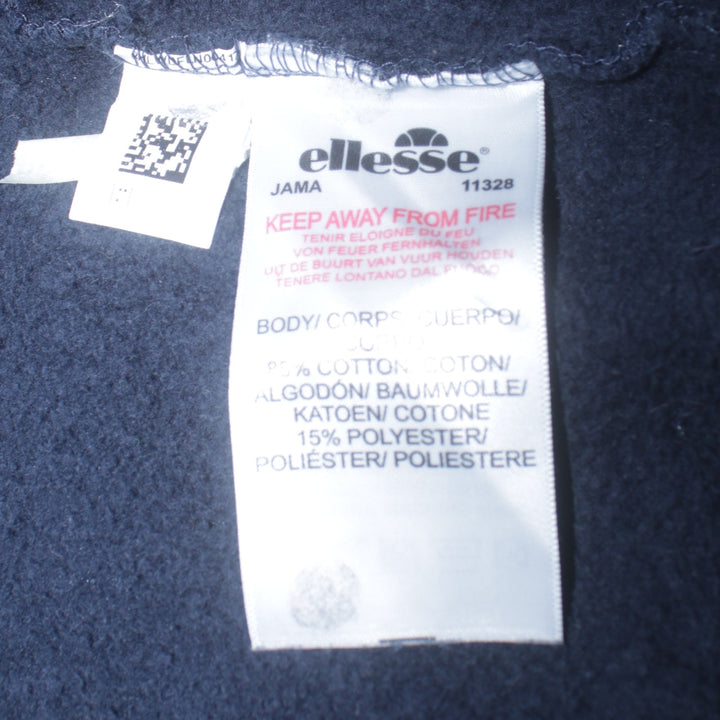 ellesse®
JAMA 11328
KEEP AWAY FROM FIRE
TENIR ELOIGNE DU FEU
VON FEUER FERNHALTEN
UIT DE BUURT VAN VUUR HOUDEN
TENERE LONTANO DAL FUOCO
BODY/ CORPS/ CUERPO/
85% COTTON/ COTON/
ALGODÓN/ BAUMWOLLE/
KATOEN/ COTONE
15% POLYESTER/
POLIÉSTER/ POLIESTERE